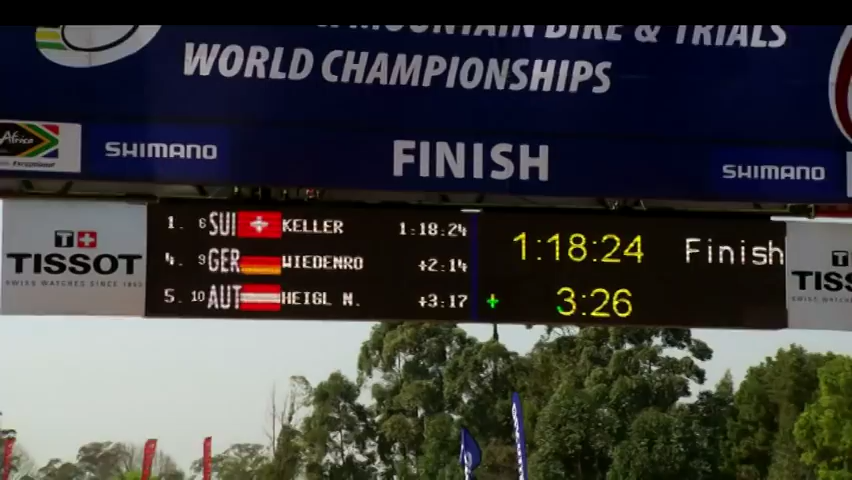 MOUNTAIN BIKE & TRIALS
WORLD CHAMPIONSHIPS
Africa
SHIMANO
FINISH
SHIMANO
T+
TISSOT
SWISS WATCHES SINCE 1853
1. 6 SUI KELLER 1:18:24
4. 9 GER WIEDENRO +2:14
5. 10 AUT HEIGL N. +3:17
1:18:24 Finish
+ 3:26
TISSOT